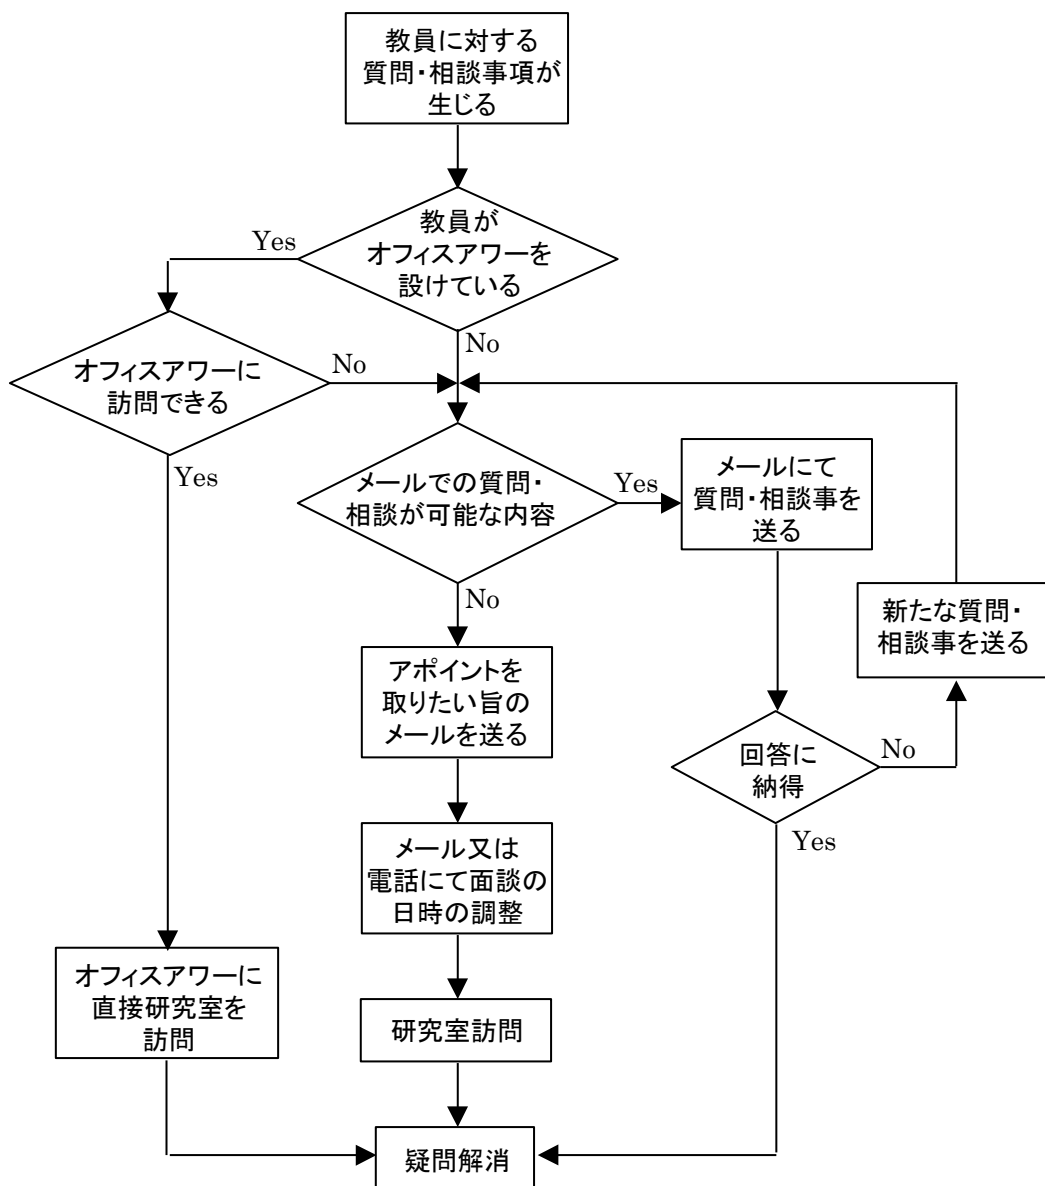 教員に対する
質問・相談事項が
生じる
教員が
オフィスアワーを
設けている
Yes
No
オフィスアワーに
訪問できる
No
Yes
メールでの質問・
相談が可能な内容
Yes
No
メールにて
質問・相談事を
送る
新たな質問・
相談事を送る
アポイントを
取りたい旨の
メールを送る
回答に
納得
No
Yes
メール又は
電話にて面談の
日時の調整
オフィスアワーに
直接研究室を
訪問
研究室訪問
疑問解消